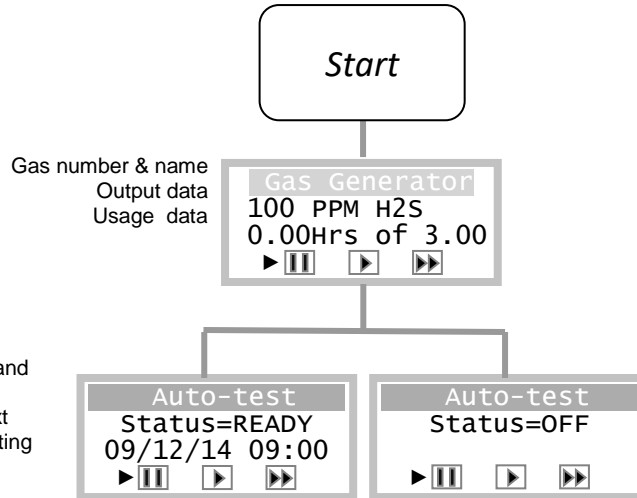 Start
Gas number & name
Output data
Usage data
Gas Generator
100 PPM H2S
0.00Hrs of 3.00
and
Auto-test
Status=READY
09/12/14 09:00
Auto-test
Status=OFF